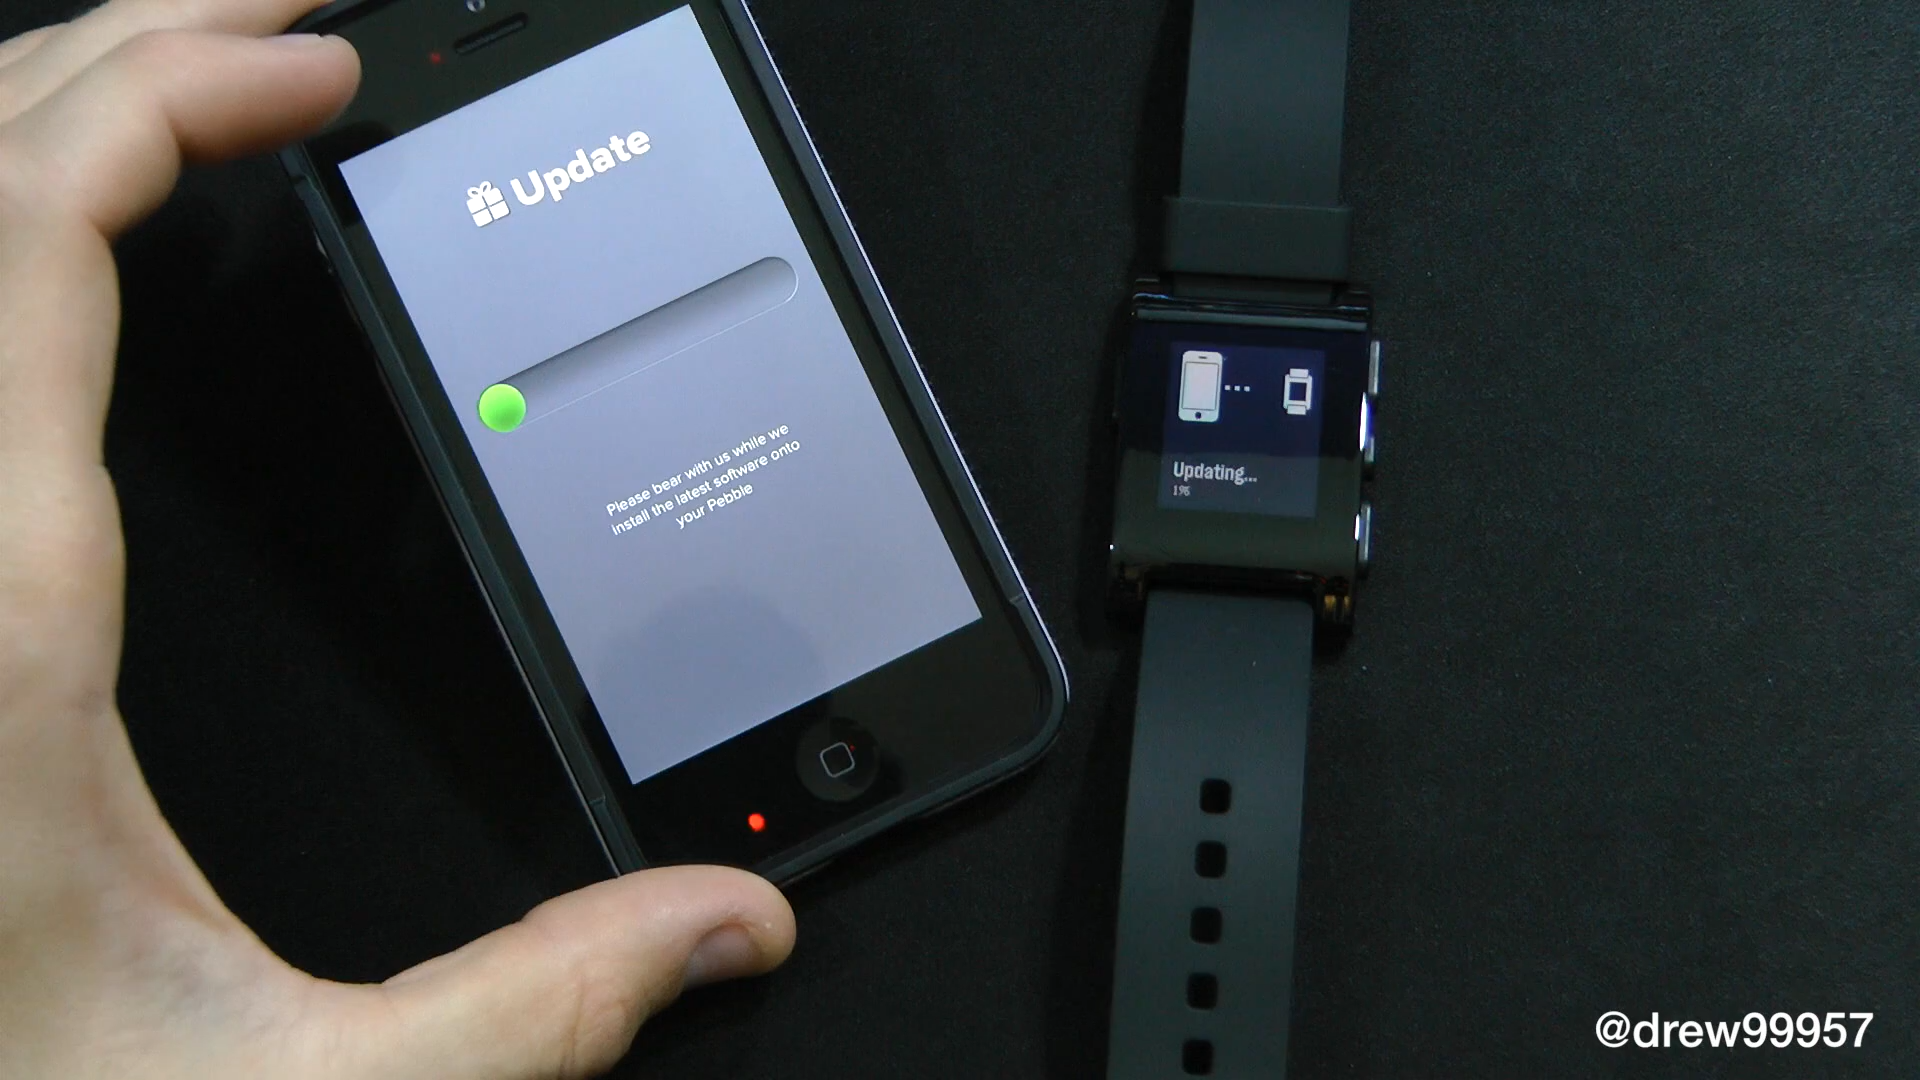 Update
Please bear with us while we
install the latest software onto
your Pebble
Updating...
1%
@drew99957